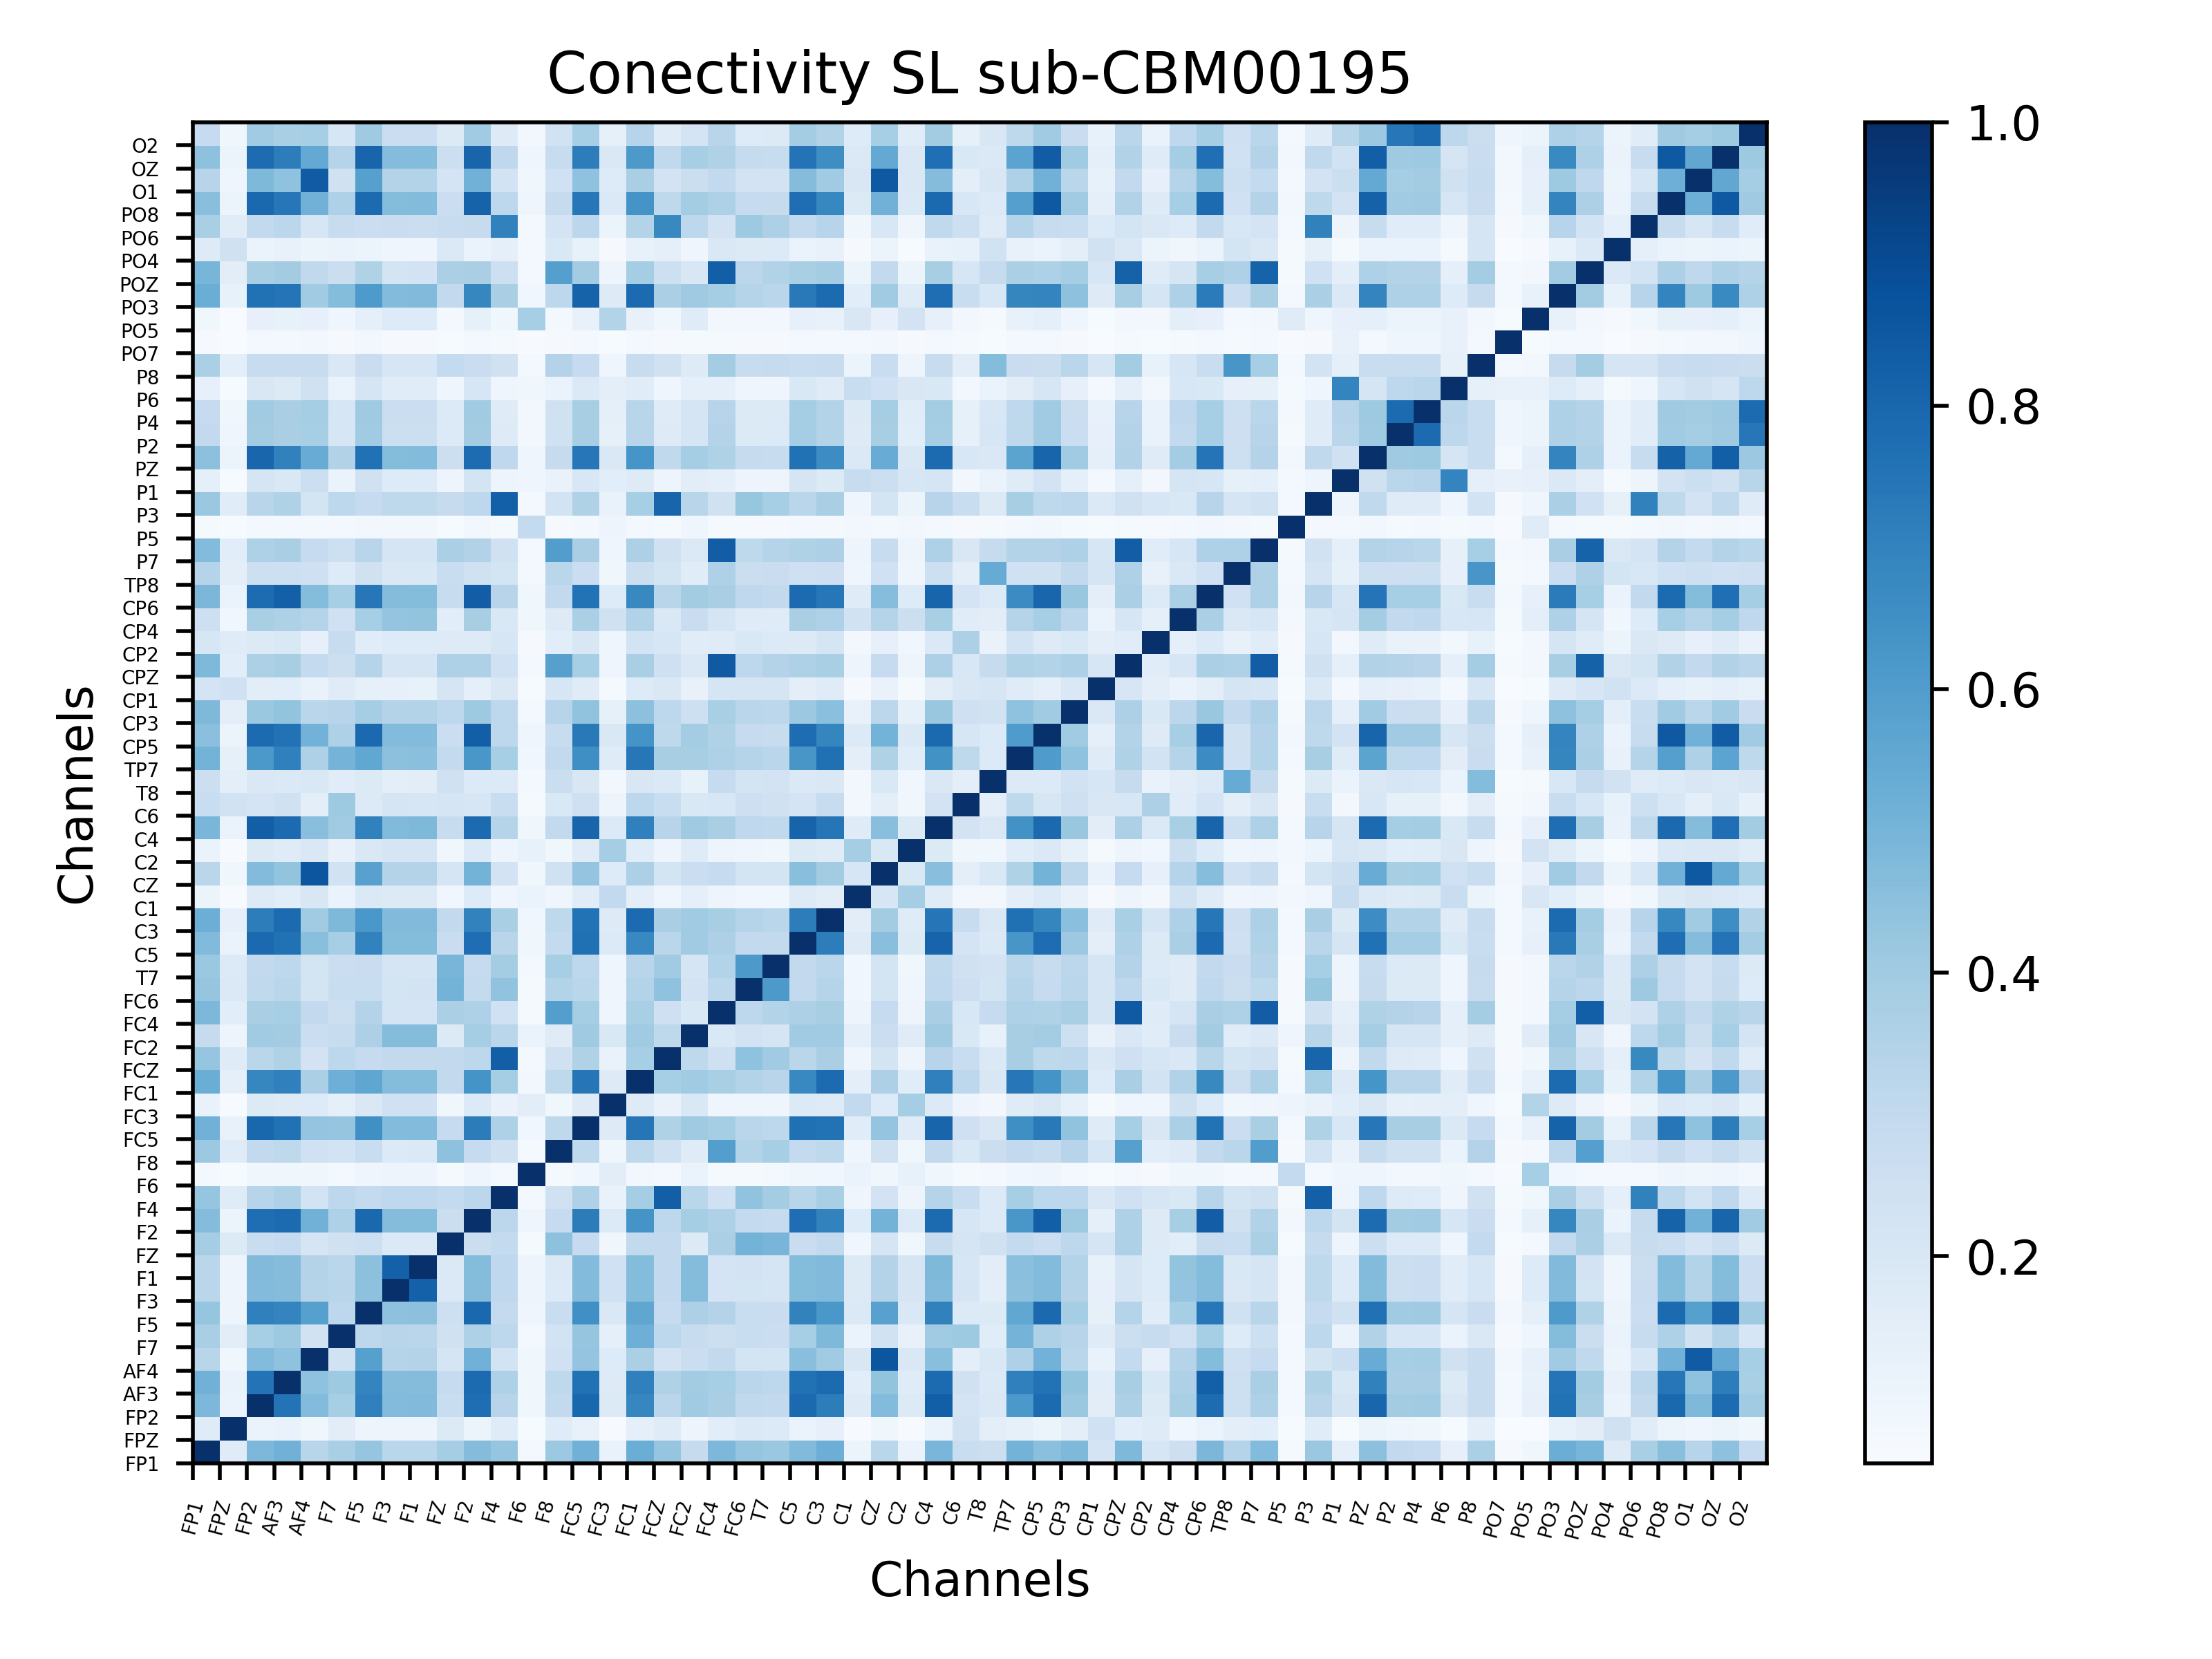 Conectivity SL sub-CBM00195
O2
OZ
O1
PO8
PO6
PO4
POZ
PO3
PO5
PO7
P8
P6
P4
P2
PZ
P1
P3
P5
P7
TP8
CP6
CP4
CP2
CPZ
CP1
CP3
CP5
TP7
T8
C6
C4
C2
CZ
C1
C3
C5
T7
FC6
FC4
FC2
FCZ
FC1
FC3
FC5
F8
F6
F4
F2
FZ
F1
F3
F5
F7
AF4
AF3
FP2
FPZ
FP1
Channels
FP1 FPZ FP2 AF3 AF4 F7 F5 F3 F1 FZ F2 F4 F6 F8 FC5 FC3 FC1 FCZ FC2 FC4 FC6 T7 C5 C3 C1 CZ C2 C4 C6 T8 TP7 CP5 CP3 CP1 CPZ CP2 CP4 CP6 TP8 P7 P5 P3 P1 PZ P2 P4 P6 P8 PO7 PO5 PO3 POZ PO4 PO6 PO8 O1 OZ O2
Channels
1.0
0.8
0.6
0.4
0.2